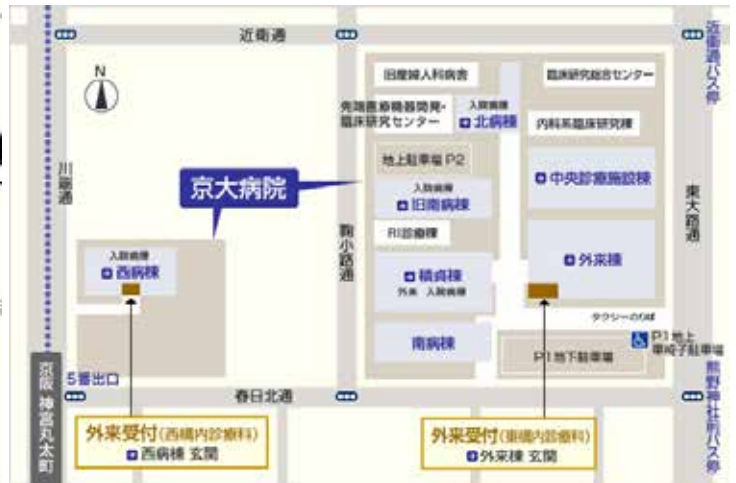 近衛通
近衛通バス停
N
旧産婦人科病舎
臨床研究総合センター
先端医療機器開発・
臨床研究センター
入院病棟
北病棟
内科系臨床研究棟
川端通
地上駐車場 P2
京大病院
入院病棟
旧南病棟
中央診療施設棟
東大路通
鞠小路通
RI診療棟
入院病棟
西病棟
積貞棟
外来 入院病棟
外来棟
南病棟
タクシーのりば
P1 地上
車椅子駐車場
P1 地下駐車場
京阪 神宮丸太町
5番出口
春日北通
熊野神社前バス停
外来受付(西構内診療科)
西病棟 玄関
外来受付(東構内診療科)
外来棟 玄関